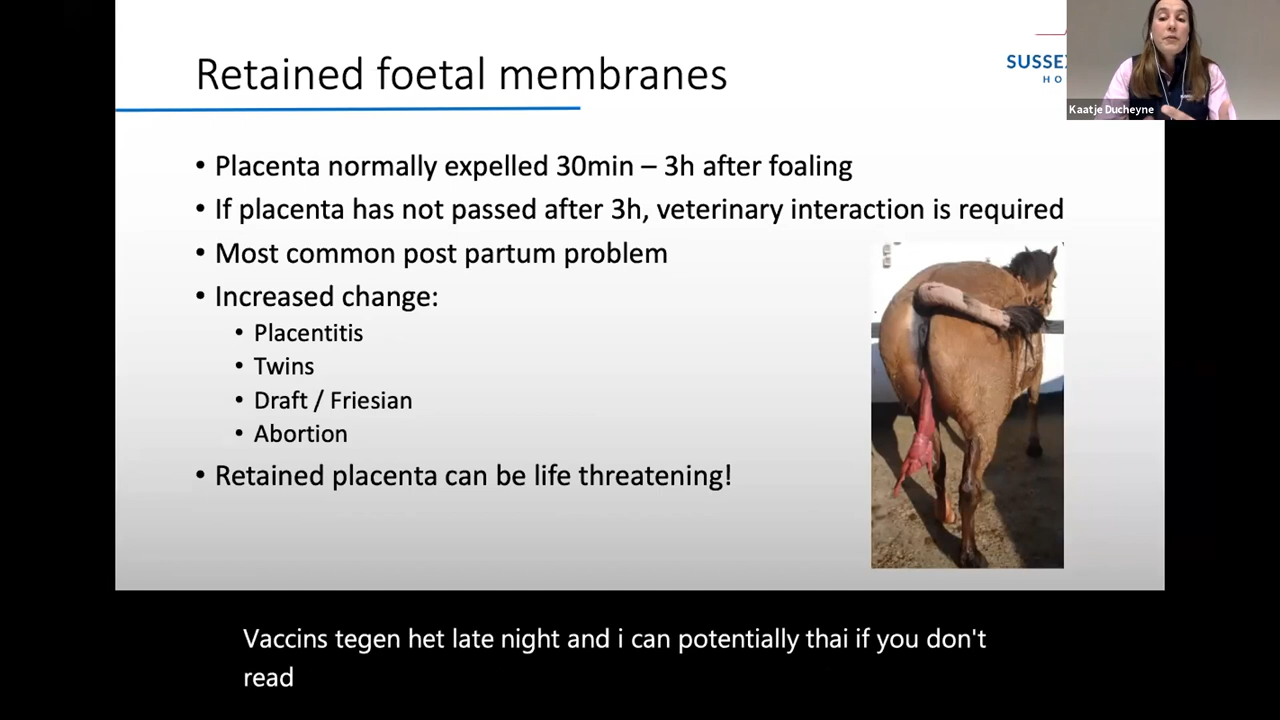 Retained foetal membranes
SUSSEX
HO
Kaatje Ducheyne
• Placenta normally expelled 30min – 3h after foaling
• If placenta has not passed after 3h, veterinary interaction is required
• Most common post partum problem
• Increased change:
• Placentitis
• Twins
• Draft / Friesian
• Abortion
• Retained placenta can be life threatening!
Vaccins tegen het late night and i can potentially thai if you don't
read